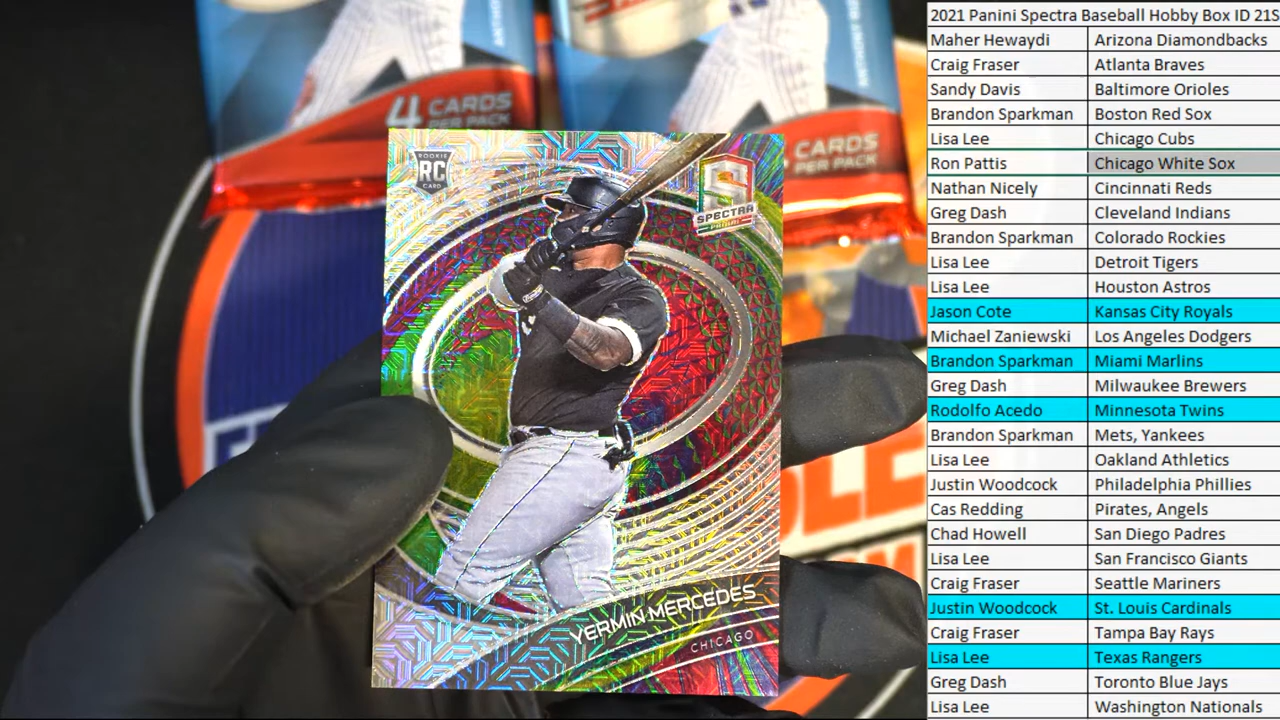 4 CARDS
PER PACK
CARDS
PER PACK
ROOKIE
RC
CARD
S
SPECTRA
PANINI
YERMIN MERCEDES
CHICAGO
2021 Panini Spectra Baseball Hobby Box ID 21S
Maher Hewaydi Arizona Diamondbacks
Craig Fraser Atlanta Braves
Sandy Davis Baltimore Orioles
Brandon Sparkman Boston Red Sox
Lisa Lee Chicago Cubs
Ron Pattis Chicago White Sox
Nathan Nicely Cincinnati Reds
Greg Dash Cleveland Indians
Brandon Sparkman Colorado Rockies
Lisa Lee Detroit Tigers
Lisa Lee Houston Astros
Jason Cote Kansas City Royals
Michael Zaniewski Los Angeles Dodgers
Brandon Sparkman Miami Marlins
Greg Dash Milwaukee Brewers
Rodolfo Acedo Minnesota Twins
Brandon Sparkman Mets, Yankees
Lisa Lee Oakland Athletics
Justin Woodcock Philadelphia Phillies
Cas Redding Pirates, Angels
Chad Howell San Diego Padres
Lisa Lee San Francisco Giants
Craig Fraser Seattle Mariners
Justin Woodcock St. Louis Cardinals
Craig Fraser Tampa Bay Rays
Lisa Lee Texas Rangers
Greg Dash Toronto Blue Jays
Lisa Lee Washington Nationals